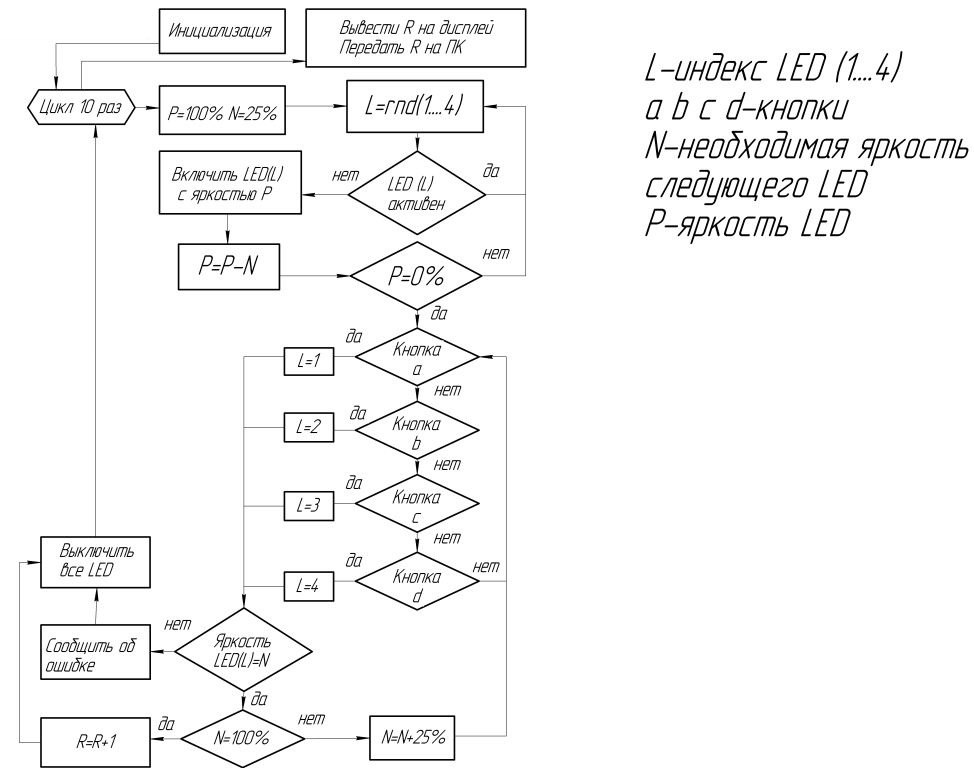 Инициализация
Вывести R на дисплей
Передать R на ПК
Цикл 10 раз
P=100% N=25%
L=rnd(1....4)
L-индекс LED (1....4)
a b c d-кнопки
N-необходимая яркость
следующего LED
P-яркость LED
Включить LED(L)
с яркостью P
нет
LED (L)
активен
да
P=P-N
P=0%
нет
да
L=1
да
Кнопка
a
нет
L=2
да
Кнопка
b
нет
L=3
да
Кнопка
c
нет
L=4
да
Кнопка
d
нет
Выключить
все LED
Сообщить об
ошибке
нет
Яркость
LED(L)=N
да
R=R+1
да
N=100%
нет
N=N+25%